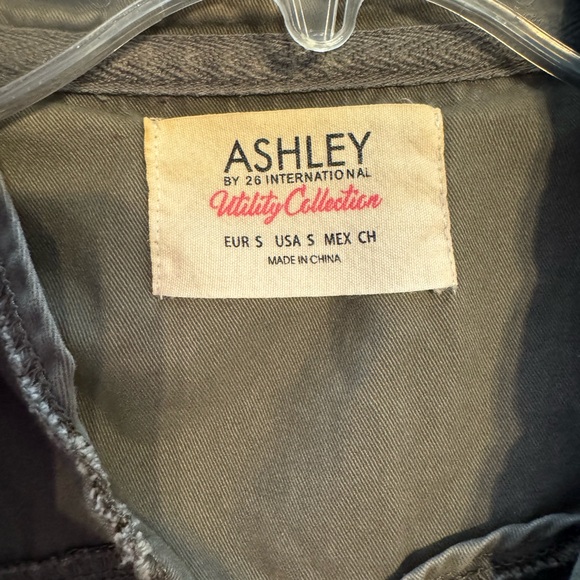 ASHLEY
BY 26 INTERNATIONAL
Utility Collection
EUR S USA S MEX CH
MADE IN CHINA